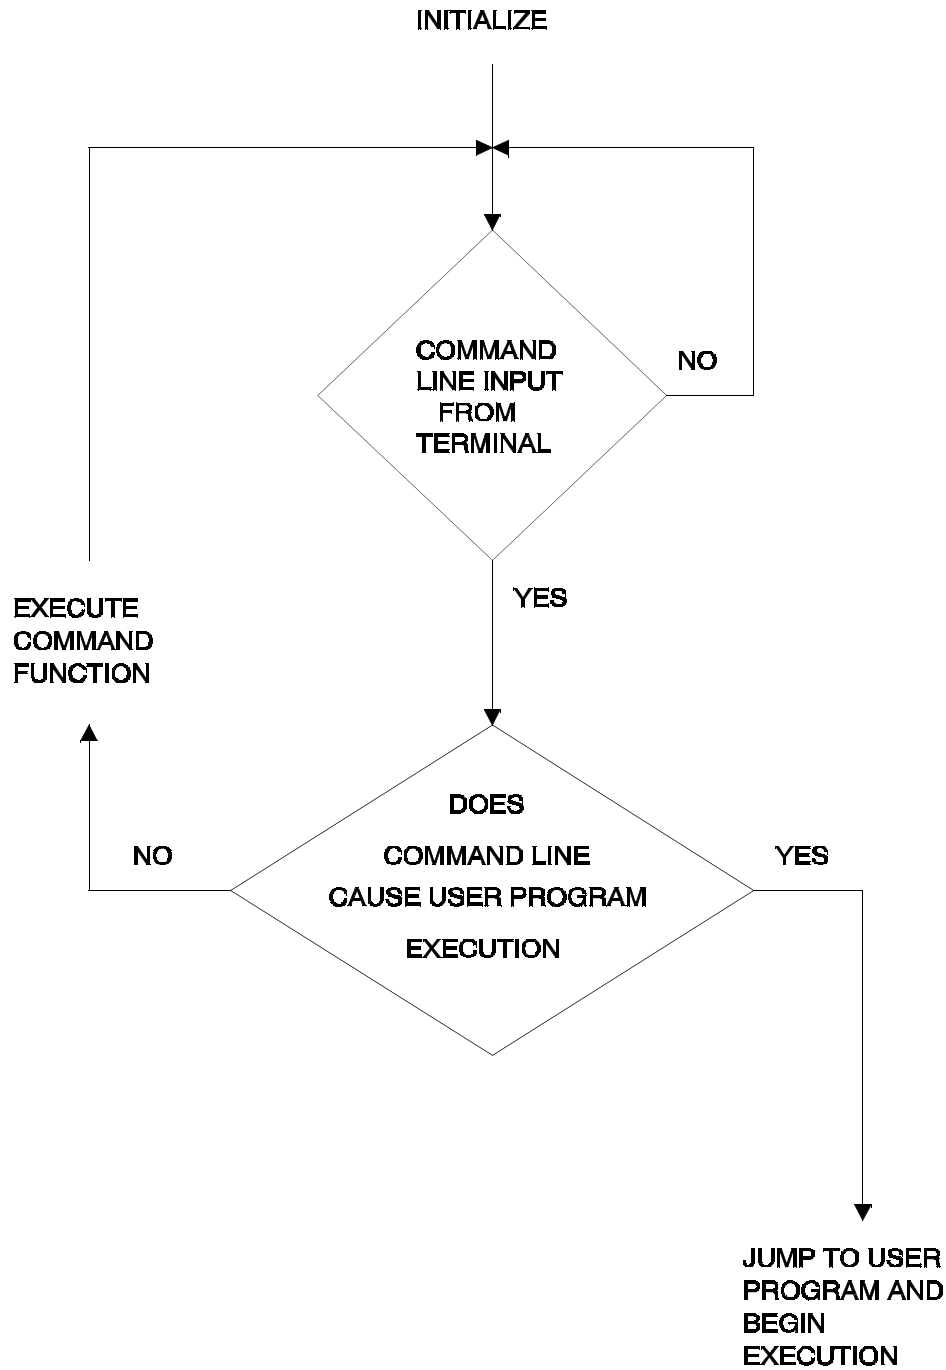 INITIALIZE
COMMAND
LINE INPUT
FROM
TERMINAL
NO
YES
EXECUTE
COMMAND
FUNCTION
DOES
COMMAND LINE
CAUSE USER PROGRAM
EXECUTION
NO
YES
JUMP TO USER
PROGRAM AND
BEGIN
EXECUTION